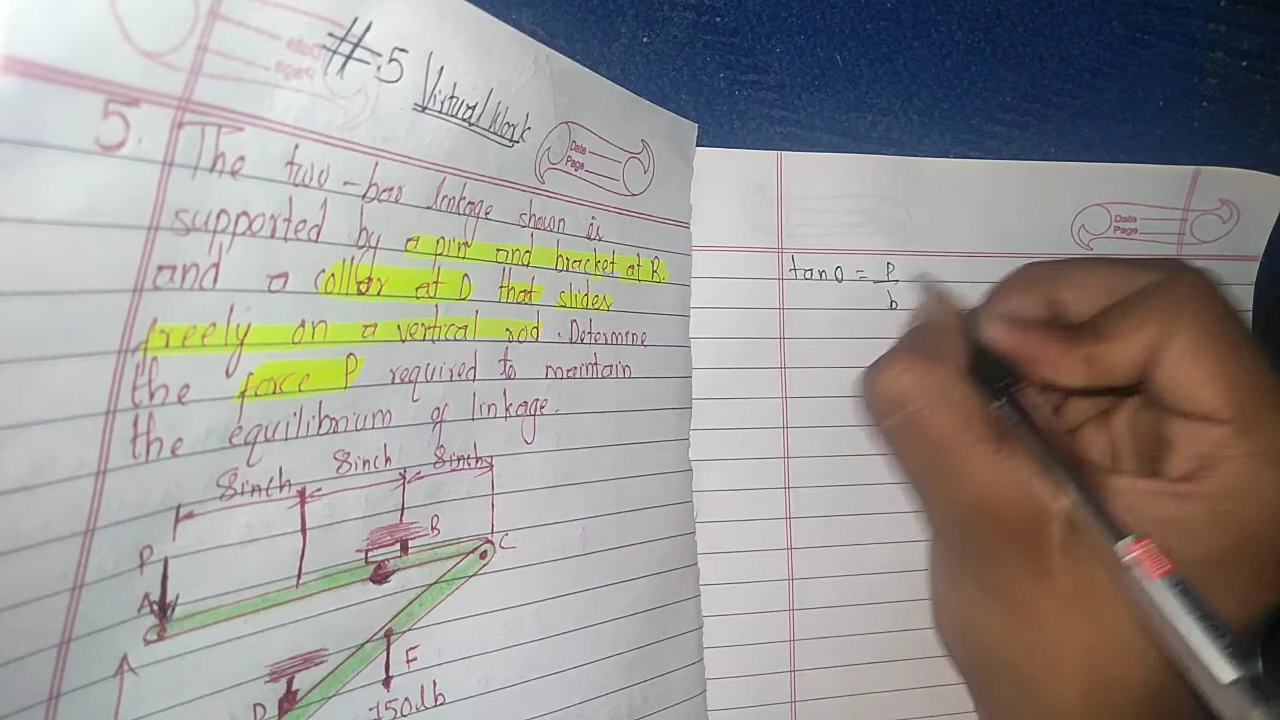 #.5 Virtual Work
Data
Page
5. The two-bar linkage shown is
supported by a pin and bracket at B.
and a collar at D that slides
freely on a vertical rod. Determine
the force P required to maintain
the equilibrium of linkage.
8inch 8inch 8inch
P
B
C
A
F
150lb
D
Data
Page
tanθ = P
b